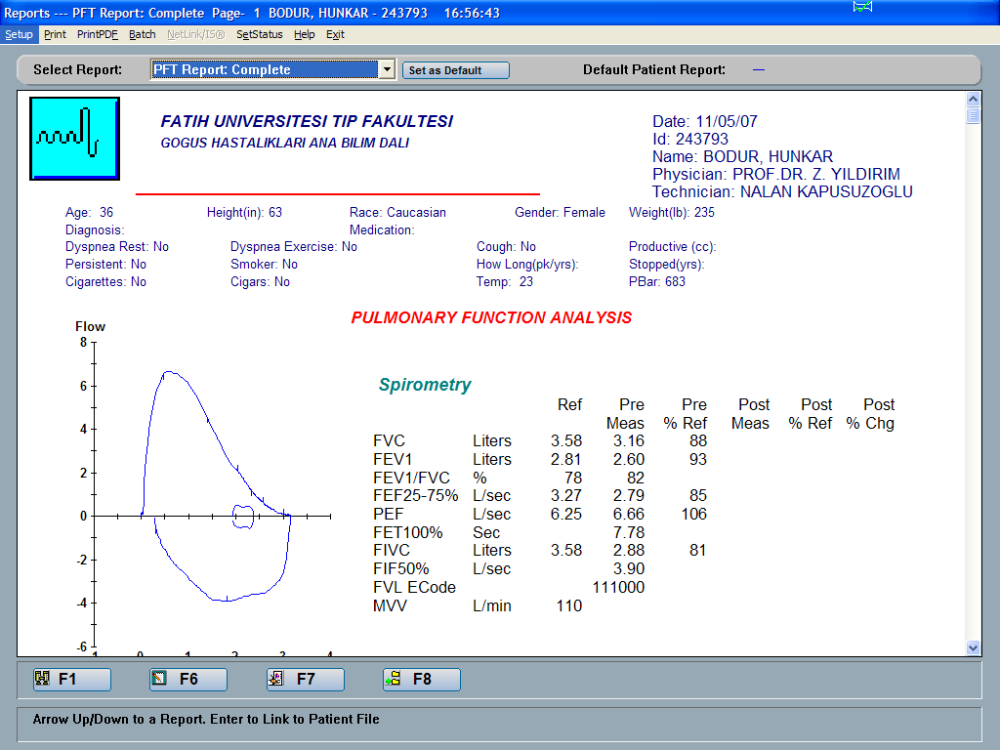 Reports --- PFT Report: Complete  Page-  1  BODUR, HUNKAR - 243793    16:56:43
Setup  Print  PrintPDF  Batch  NetLink/IS®  SetStatus  Help  Exit
Select Report:  PFT Report: Complete  Set as Default  Default Patient Report:  —
FATIH UNIVERSITESI TIP FAKULTESI
GOGUS HASTALIKLARI ANA BILIM DALI
Date: 11/05/07
Id: 243793
Name: BODUR, HUNKAR
Physician: PROF.DR. Z. YILDIRIM
Technician: NALAN KAPUSUZOGLU
Age:  36  Height(in): 63  Race: Caucasian  Gender: Female  Weight(lb): 235
Diagnosis:  Medication:
Dyspnea Rest: No  Dyspnea Exercise: No  Cough: No  Productive (cc):
Persistent: No  Smoker: No  How Long(pk/yrs):  Stopped(yrs):
Cigarettes: No  Cigars: No  Temp:  23  PBar: 683
PULMONARY FUNCTION ANALYSIS
Flow
8
6
4
2
0
-2
-4
-6
-1  0  1  2  3  4
Spirometry
Ref  Pre  Pre  Post  Post  Post
Meas  % Ref  Meas  % Ref  % Chg
FVC  Liters  3.58  3.16  88
FEV1  Liters  2.81  2.60  93
FEV1/FVC  %  78  82
FEF25-75%  L/sec  3.27  2.79  85
PEF  L/sec  6.25  6.66  106
FET100%  Sec  7.78
FIVC  Liters  3.58  2.88  81
FIF50%  L/sec  3.90
FVL ECode  111000
MVV  L/min  110
F1  F6  F7  F8
Arrow Up/Down to a Report. Enter to Link to Patient File